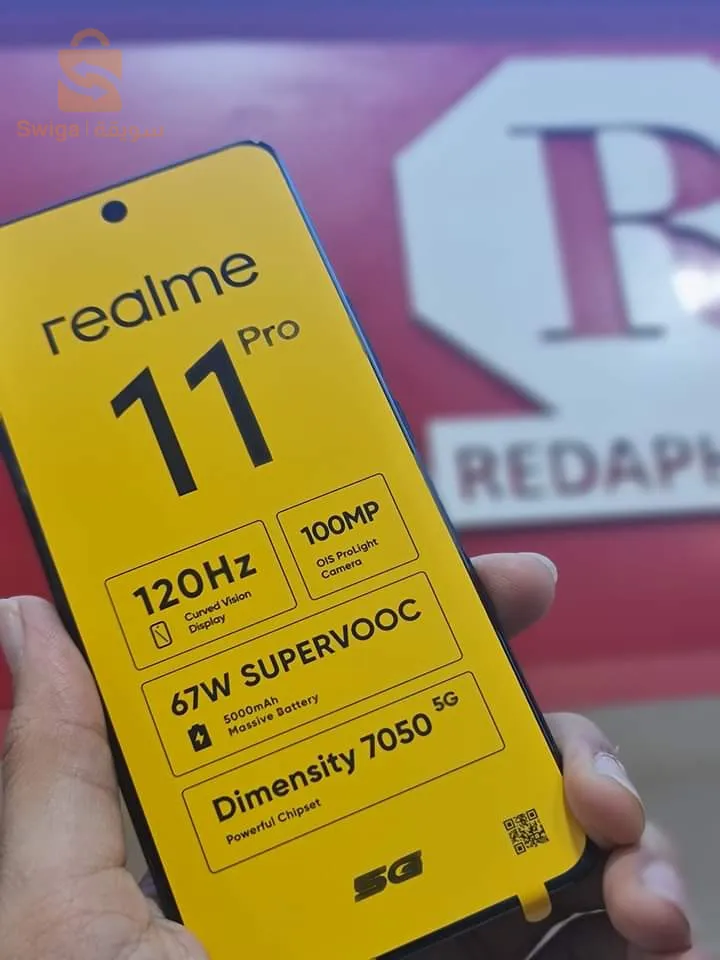 Swiga | سويقة
R
REDAPH
realme
11 Pro
120Hz
Curved Vision
Display
100MP
OIS ProLight
Camera
67W SUPERVOOC
5000mAh
Massive Battery
Dimensity 7050 5G
Powerful Chipset
5G